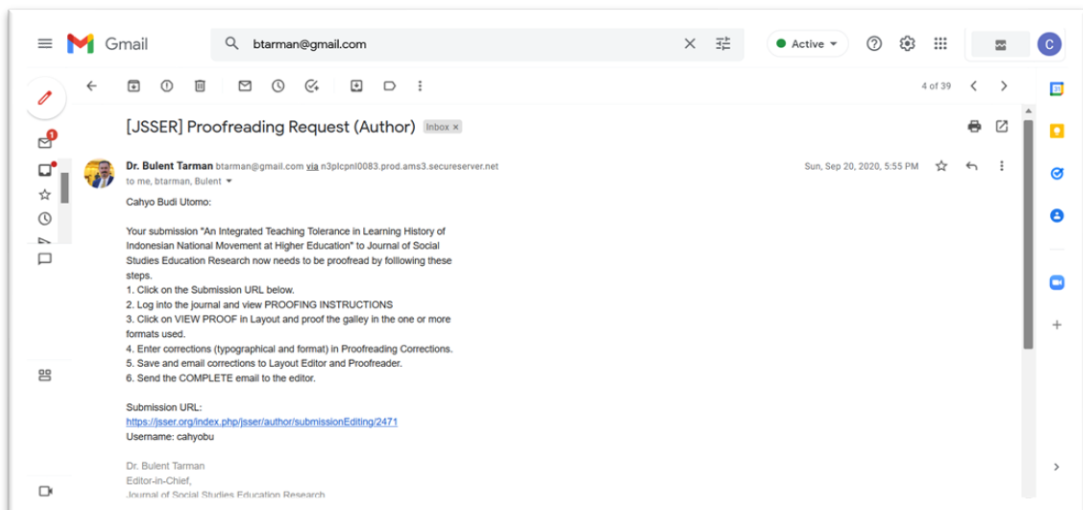 Gmail
btarman@gmail.com
Active
C
4 of 39
31
[JSSER] Proofreading Request (Author) Inbox ×
1
Dr. Bulent Tarman btarman@gmail.com via n3plcpnl0083.prod.ams3.secureserver.net
Sun, Sep 20, 2020, 5:55 PM
to me, btarman, Bulent
Cahyo Budi Utomo:
Your submission "An Integrated Teaching Tolerance in Learning History of
Indonesian National Movement at Higher Education" to Journal of Social
Studies Education Research now needs to be proofread by following these
steps.
1. Click on the Submission URL below.
2. Log into the journal and view PROOFING INSTRUCTIONS
3. Click on VIEW PROOF in Layout and proof the galley in the one or more
formats used.
4. Enter corrections (typographical and format) in Proofreading Corrections.
5. Save and email corrections to Layout Editor and Proofreader.
6. Send the COMPLETE email to the editor.
Submission URL:
https://jsser.org/index.php/jsser/author/submissionEditing/2471
Username: cahyobu
Dr. Bulent Tarman
Editor-in-Chief,
Journal of Social Studies Education Research